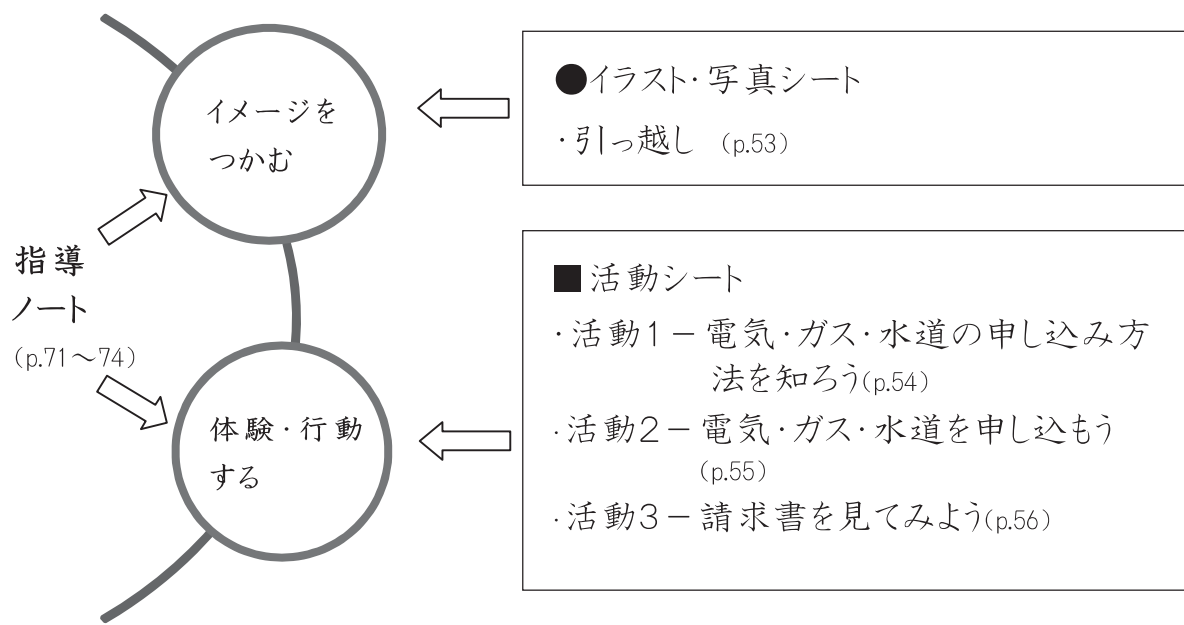 イメージを
つかむ
●イラスト・写真シート
・引っ越し (p.53)
指導
ノート
(p.71~74)
体験・行動
する
■活動シート
・活動1－電気・ガス・水道の申し込み方
法を知ろう(p.54)
・活動2－電気・ガス・水道を申し込もう
(p.55)
・活動3－請求書を見てみよう(p.56)